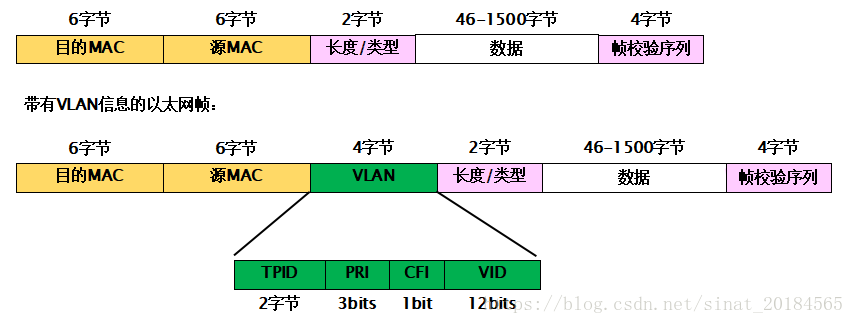 6字节 6字节 2字节 46-1500字节 4字节
目的MAC 源MAC 长度/类型 数据 帧校验序列
带有VLAN信息的以太网帧：
6字节 6字节 4字节 2字节 46-1500字节 4字节
目的MAC 源MAC VLAN 长度/类型 数据 帧校验序列
TPID PRI CFI VID
2字节 3bits 1bit 12bits
https://blog.csdn.net/sinat_20184565